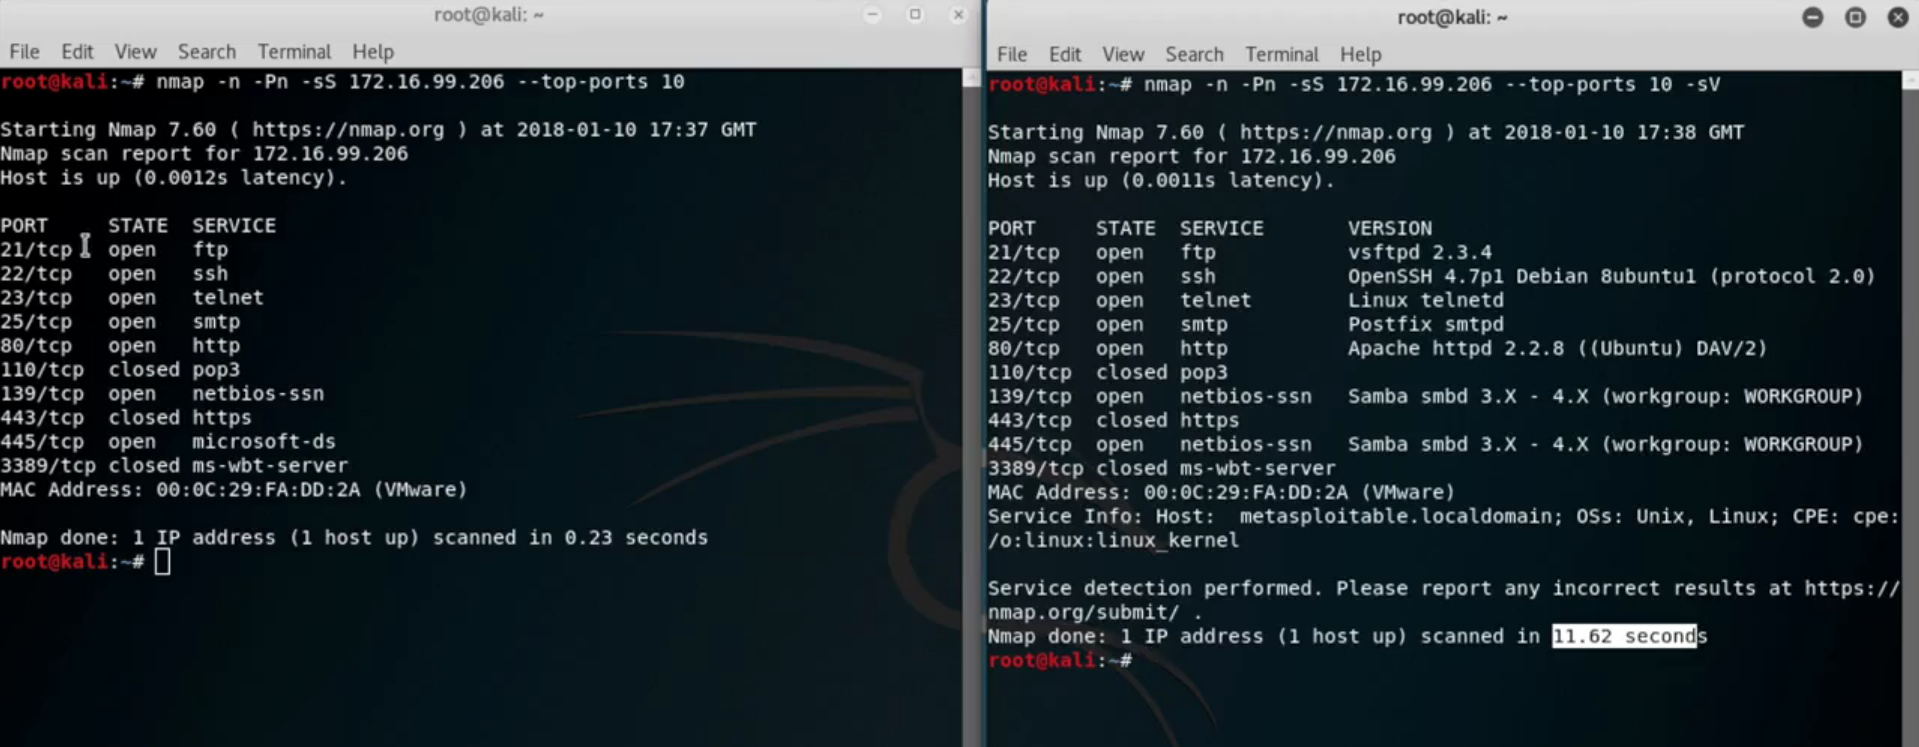 root@kali: ~
File Edit View Search Terminal Help
root@kali:~# nmap -n -Pn -sS 172.16.99.206 --top-ports 10
Starting Nmap 7.60 ( https://nmap.org ) at 2018-01-10 17:37 GMT
Nmap scan report for 172.16.99.206
Host is up (0.0012s latency).
PORT STATE SERVICE
21/tcp open ftp
22/tcp open ssh
23/tcp open telnet
25/tcp open smtp
80/tcp open http
110/tcp closed pop3
139/tcp open netbios-ssn
443/tcp closed https
445/tcp open microsoft-ds
3389/tcp closed ms-wbt-server
MAC Address: 00:0C:29:FA:DD:2A (VMware)
Nmap done: 1 IP address (1 host up) scanned in 0.23 seconds
root@kali:~#
root@kali: ~
File Edit View Search Terminal Help
root@kali:~# nmap -n -Pn -sS 172.16.99.206 --top-ports 10 -sV
Starting Nmap 7.60 ( https://nmap.org ) at 2018-01-10 17:38 GMT
Nmap scan report for 172.16.99.206
Host is up (0.0011s latency).
PORT STATE SERVICE VERSION
21/tcp open ftp vsftpd 2.3.4
22/tcp open ssh OpenSSH 4.7p1 Debian 8ubuntu1 (protocol 2.0)
23/tcp open telnet Linux telnetd
25/tcp open smtp Postfix smtpd
80/tcp open http Apache httpd 2.2.8 ((Ubuntu) DAV/2)
110/tcp closed pop3
139/tcp open netbios-ssn Samba smbd 3.X - 4.X (workgroup: WORKGROUP)
443/tcp closed https
445/tcp open netbios-ssn Samba smbd 3.X - 4.X (workgroup: WORKGROUP)
3389/tcp closed ms-wbt-server
MAC Address: 00:0C:29:FA:DD:2A (VMware)
Service Info: Host:  metasploitable.localdomain; OSs: Unix, Linux; CPE: cpe:
/o:linux:linux_kernel
Service detection performed. Please report any incorrect results at https://
nmap.org/submit/ .
Nmap done: 1 IP address (1 host up) scanned in 11.62 seconds
root@kali:~#